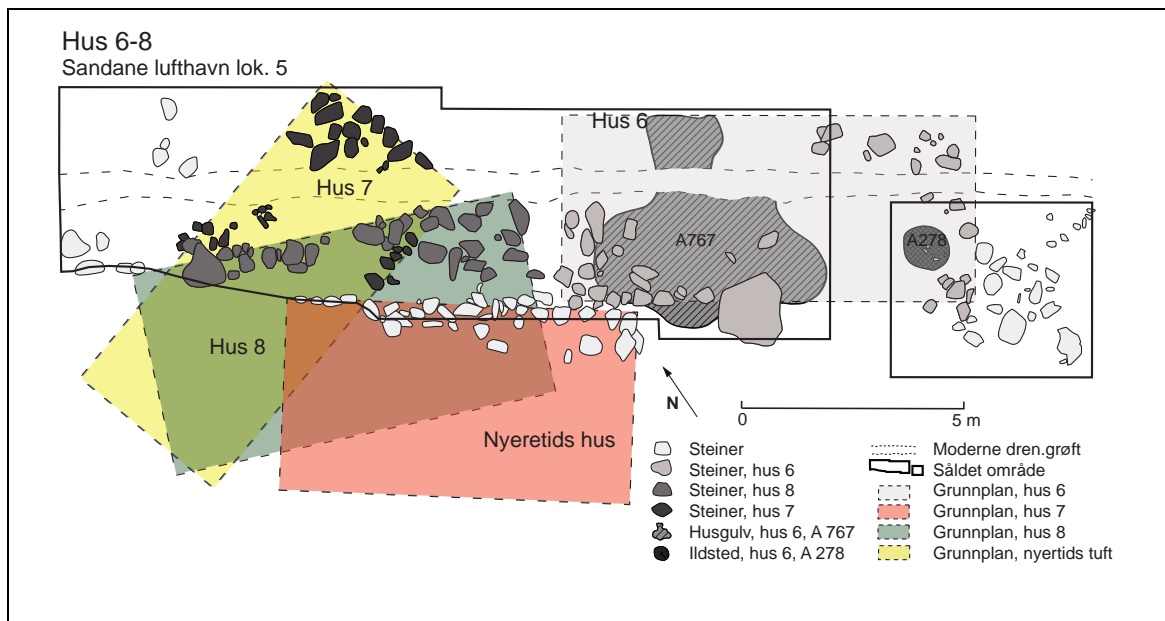 Hus 6-8
Sandane lufthavn lok. 5
Hus 6
Hus 7
A767
A278
Hus 8
Nyeretids hus
N
0
5 m
Steiner
Steiner, hus 6
Steiner, hus 8
Steiner, hus 7
Husgulv, hus 6, A 767
Ildsted, hus 6, A 278
Moderne dren.grøft
Såldet område
Grunnplan, hus 6
Grunnplan, hus 7
Grunnplan, hus 8
Grunnplan, nyertids tuft